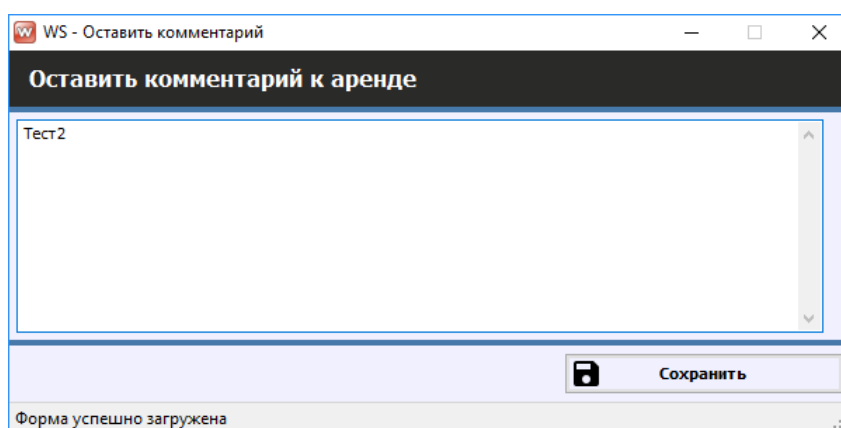 WS - Оставить комментарий
Оставить комментарий к аренде
Тест2
Сохранить
Форма успешно загружена